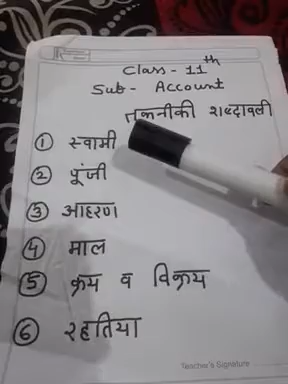 Class - 11th
Sub - Account
तकनीकी शब्दावली
① स्वामी
② पूंजी
③ आहरण
④ माल
⑤ क्रय व विक्रय
⑥ रहतिया
Teacher's Signature